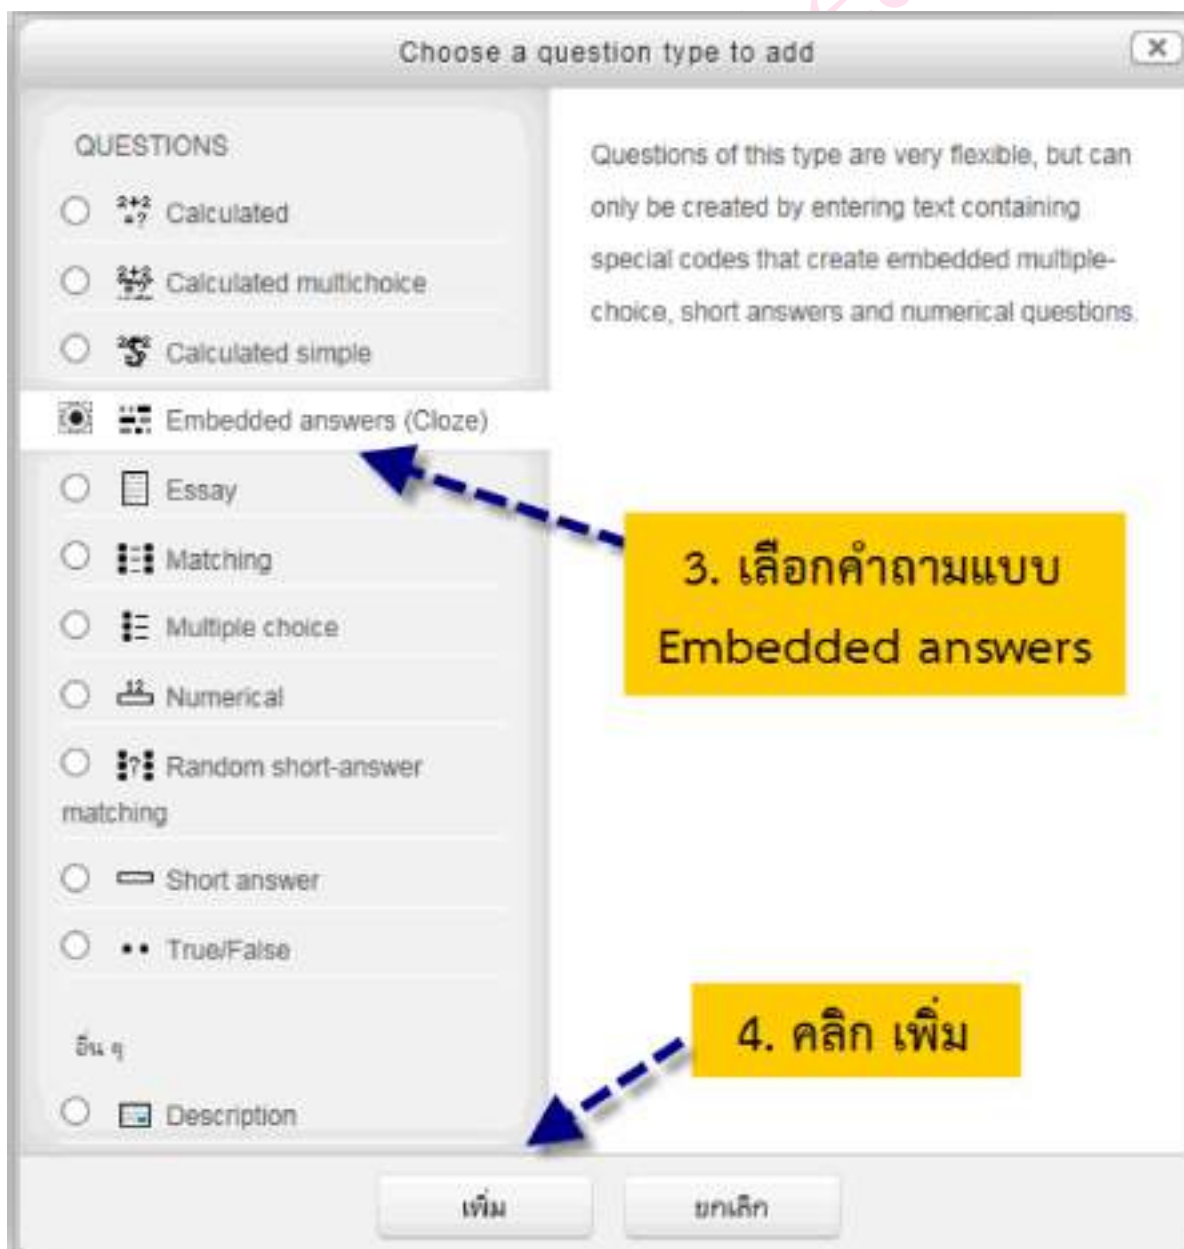 Choose a question type to add
QUESTIONS
Calculated
Calculated multichoice
Calculated simple
Embedded answers (Cloze)
Essay
Matching
Multiple choice
Numerical
Random short-answer
matching
Short answer
True/False
อื่น ๆ
Description
Questions of this type are very flexible, but can
only be created by entering text containing
special codes that create embedded multiple-
choice, short answers and numerical questions.
3. เลือกคำถามแบบ
Embedded answers
4. คลิก เพิ่ม
เพิ่ม
ยกเลิก